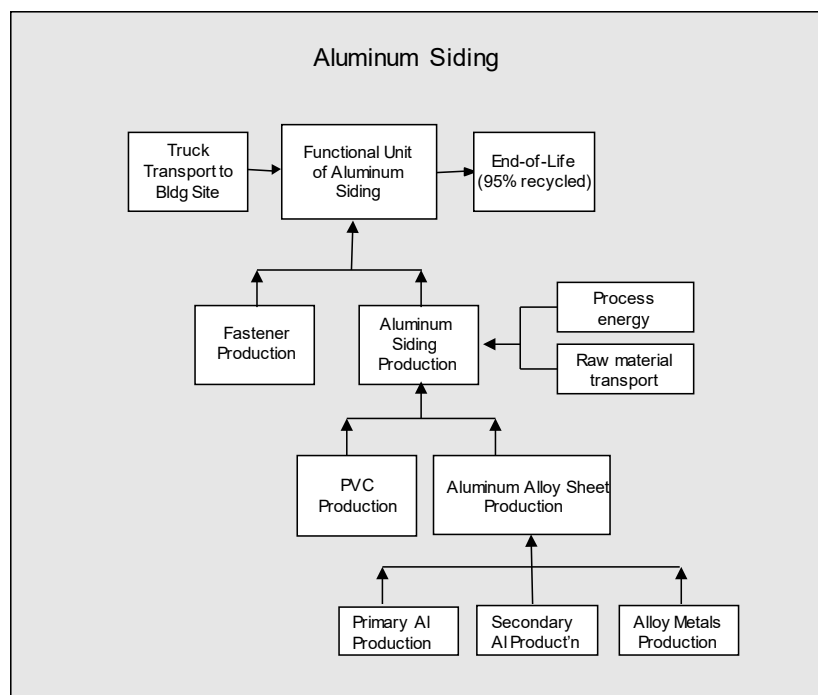 Aluminum Siding
Truck
Transport to
Bldg Site
Functional Unit
of Aluminum
Siding
End-of-Life
(95% recycled)
Fastener
Production
Aluminum
Siding
Production
Process
energy
Raw material
transport
PVC
Production
Aluminum Alloy Sheet
Production
Primary Al
Production
Secondary
Al Product'n
Alloy Metals
Production